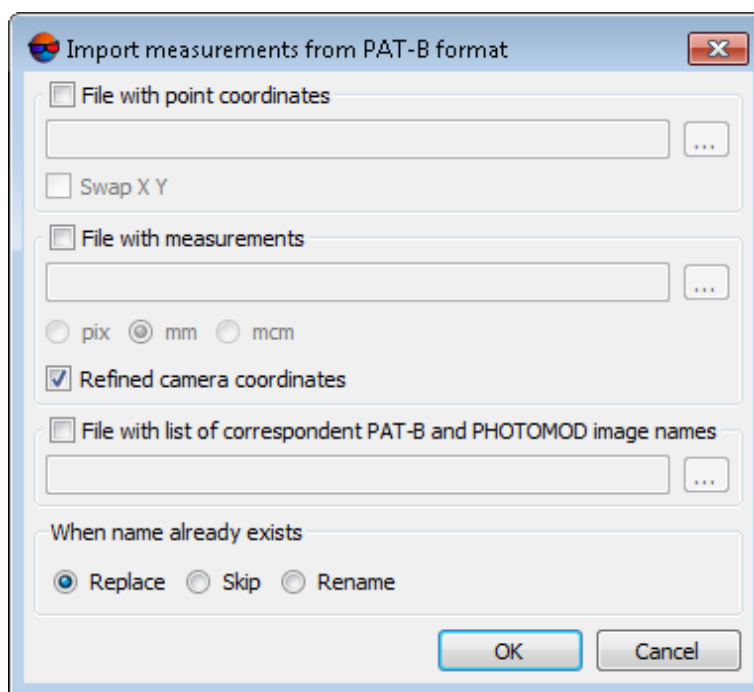 Import measurements from PAT-B format
File with point coordinates
...
Swap X Y
File with measurements
...
pix mm mcm
Refined camera coordinates
File with list of correspondent PAT-B and PHOTOMOD image names
...
When name already exists
Replace Skip Rename
OK Cancel